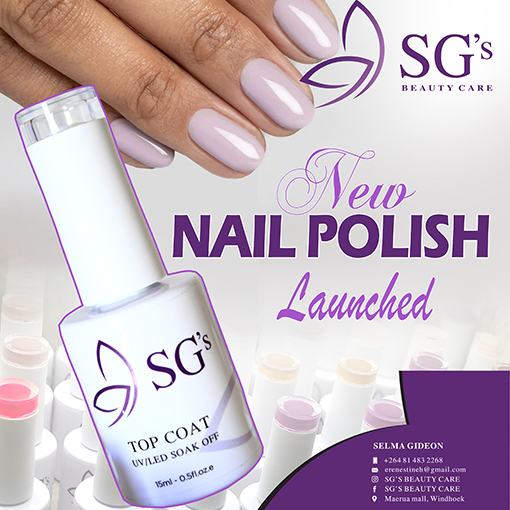 SG's
BEAUTY CARE
New
NAIL POLISH
Launched
SG's
TOP COAT
UV/LED SOAK OFF
15ml - 0.5fl.oz.e
SELMA GIDEON
+264 81 483 2268
erenestineh@gmail.com
SG'S BEAUTY CARE
SG'S BEAUTY CARE
Maerua mall, Windhoek